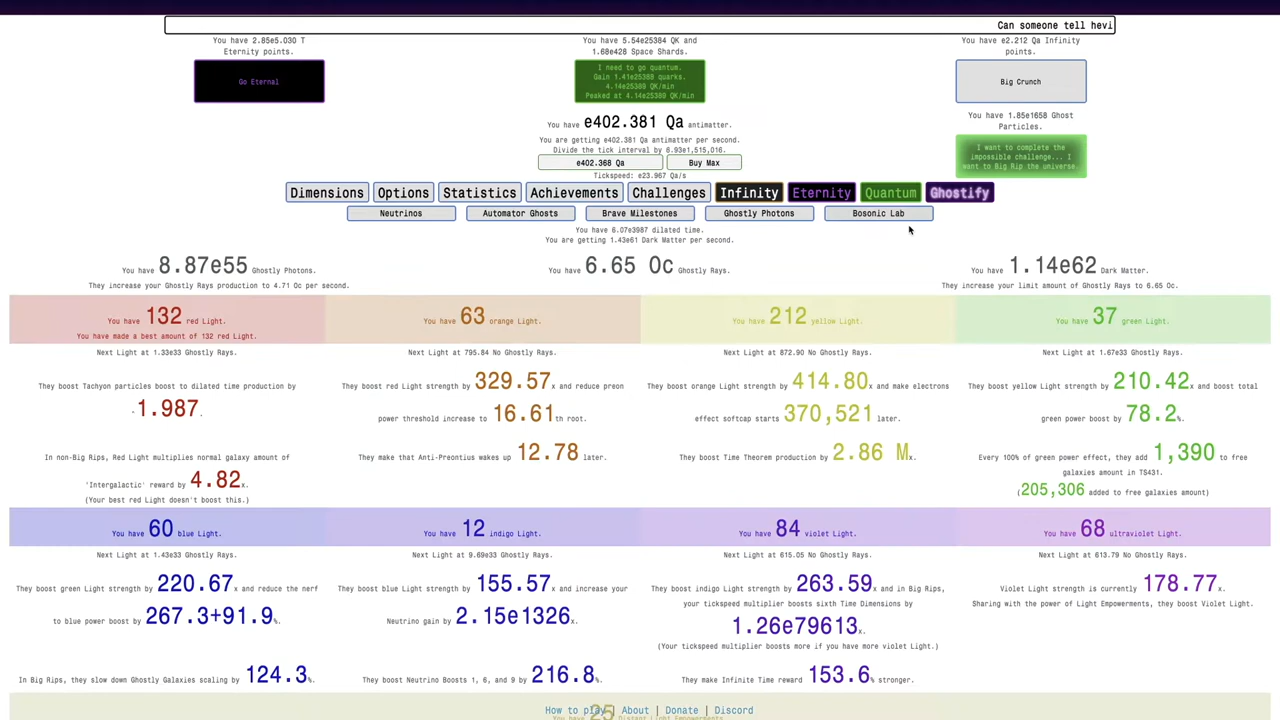 Can someone tell hevi
You have 2.85e5.030 T
Eternity points.
Go Eternal
You have 5.54e25384 QK and
1.68e428 Space Shards.
I need to go quantum.
Gain 1.41e25389 quarks.
4.14e25389 QK/min
Peaked at 4.14e25389 QK/min
You have e2.212 Qa Infinity
points.
Big Crunch
You have e402.381 Qa antimatter.
You have 1.85e1658 Ghost
Particles.
You are getting e402.381 Qa antimatter per second.
Divide the tick interval by 6.93e1,515,016.
e402.368 Qa
Buy Max
Tickspeed: e23.967 Qa/s
I want to complete the
impossible challenge... I
want to Big Rip the universe.
Dimensions Options Statistics Achievements Challenges Infinity Eternity Quantum Ghostify
Neutrinos Automator Ghosts Brave Milestones Ghostly Photons Bosonic Lab
You have 6.07e3987 dilated time.
You are getting 1.43e61 Dark Matter per second.
You have 8.87e55 Ghostly Photons.
They increase your Ghostly Rays production to 4.71 Oc per second.
You have 6.65 Oc Ghostly Rays.
You have 1.14e62 Dark Matter.
They increase your limit amount of Ghostly Rays to 6.65 Oc.
You have 132 red Light.
You have made a best amount of 132 red Light.
You have 63 orange Light.
You have 212 yellow Light.
You have 37 green Light.
Next Light at 1.33e33 Ghostly Rays.
Next Light at 795.84 No Ghostly Rays.
Next Light at 872.90 No Ghostly Rays.
Next Light at 1.67e33 Ghostly Rays.
They boost Tachyon particles boost to dilated time production by
1.987.
They boost red Light strength by 329.57x and reduce preon
power threshold increase to 16.61th root.
They boost orange Light strength by 414.80x and make electrons
effect softcap starts 370,521 later.
They boost yellow Light strength by 210.42x and boost total
green power boost by 78.2%.
In non-Big Rips, Red Light multiplies normal galaxy amount of
'Intergalactic' reward by 4.82x.
(Your best red Light doesn't boost this.)
They make that Anti-Preontius wakes up 12.78 later.
They boost Time Theorem production by 2.86 Mx.
Every 100% of green power effect, they add 1,390 to free
galaxies amount in TS431.
(205,306 added to free galaxies amount)
You have 60 blue Light.
You have 12 indigo Light.
You have 84 violet Light.
You have 68 ultraviolet Light.
Next Light at 1.43e33 Ghostly Rays.
Next Light at 9.69e33 Ghostly Rays.
Next Light at 615.05 No Ghostly Rays.
Next Light at 613.79 No Ghostly Rays.
They boost green Light strength by 220.67x and reduce the nerf
to blue power boost by 267.3+91.9%.
They boost blue Light strength by 155.57x and increase your
Neutrino gain by 2.15e1326x.
They boost indigo Light strength by 263.59x and in Big Rips,
your tickspeed multiplier boosts sixth Time Dimensions by
1.26e79613x.
(Your tickspeed multiplier boosts more if you have more violet Light.)
Violet Light strength is currently 178.77x.
Sharing with the power of Light Empowerments, they boost Violet Light.
In Big Rips, they slow down Ghostly Galaxies scaling by 124.3%.
They boost Neutrino Boosts 1, 6, and 9 by 216.8%.
They make Infinite Time reward 153.6% stronger.
How to play | About | Donate | Discord
You have 25 Distant Light Empowerments